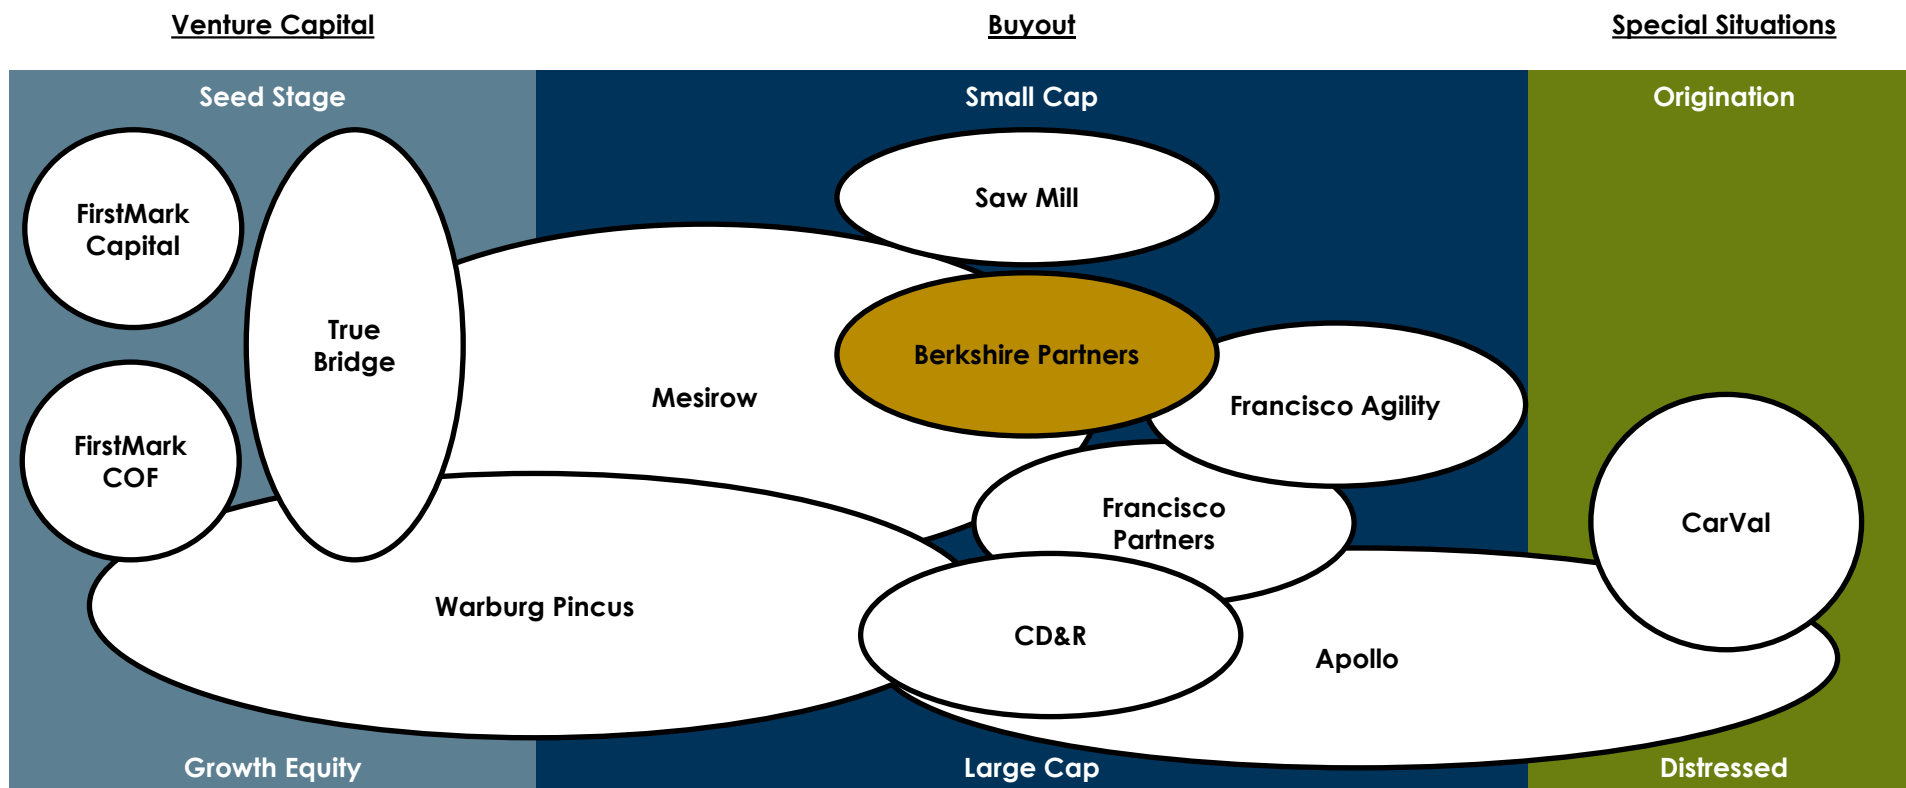 Venture Capital
Buyout
Special Situations
Seed Stage
Small Cap
Origination
FirstMark
Capital
Saw Mill
True
Bridge
Berkshire Partners
Mesirow
Francisco Agility
FirstMark
COF
Francisco
Partners
CarVal
Warburg Pincus
CD&R
Apollo
Growth Equity
Large Cap
Distressed